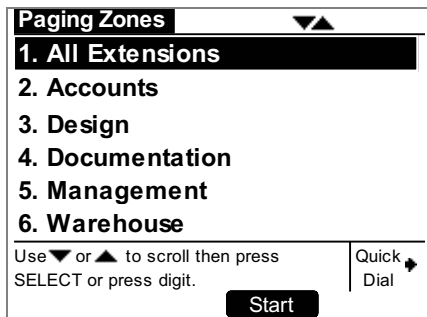 Paging Zones ▼▲
1. All Extensions
2. Accounts
3. Design
4. Documentation
5. Management
6. Warehouse
Use ▼ or ▲ to scroll then press
SELECT or press digit.
Quick
Dial
Start